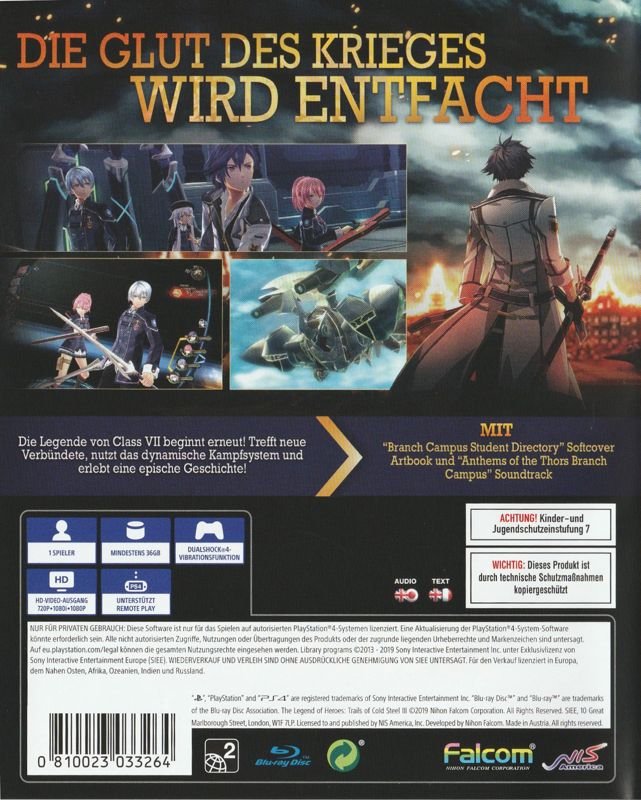 DIE GLUT DES KRIEGES
WIRD ENTFACHT
Die Legende von Class VII beginnt erneut! Trefft neue
Verbündete, nutzt das dynamische Kampfsystem und
erlebt eine epische Geschichte!
MIT
"Branch Campus Student Directory" Softcover
Artbook und "Anthems of the Thors Branch
Campus" Soundtrack
1 SPIELER
MINDESTENS 36GB
DUALSHOCK®4-
VIBRATIONSFUNKTION
HD
HD-VIDEO-AUSGANG
720P•1080i•1080P
PS4
UNTERSTÜTZT
REMOTE PLAY
AUDIO
TEXT
ACHTUNG! Kinder-und
Jugendschutzeinstufung 7
WICHTIG: Dieses Produkt ist
durch technische Schutzmaßnahmen
kopiergeschützt
NUR FÜR PRIVATEN GEBRAUCH: Diese Software ist nur für das Spielen auf autorisierten PlayStation®4-Systemen lizenziert. Eine Aktualisierung der PlayStation®4-System-Software
könnte erforderlich sein. Alle nicht autorisierten Zugriffe, Nutzungen oder Übertragungen des Produkts oder der zugrunde liegenden Urheberrechte und Markenzeichen sind untersagt.
Auf eu.playstation.com/legal können die gesamten Nutzungsrechte eingesehen werden. Library programs ©2013 - 2019 Sony Interactive Entertainment Inc. unter Exklusivlizenz von
Sony Interactive Entertainment Europe (SIEE). WIEDERVERKAUF UND VERLEIH SIND OHNE AUSDRÜCKLICHE GENEHMIGUNG VON SIEE UNTERSAGT. Für den Verkauf lizenziert in Europa,
dem Nahen Osten, Afrika, Ozeanien, Indien und Russland.
" ", "PlayStation" and "PS4" are registered trademarks of Sony Interactive Entertainment Inc. "Blu-ray Disc™" and "Blu-ray™" are trademarks
of the Blu-ray Disc Association. The Legend of Heroes: Trails of Cold Steel III ©2019 Nihon Falcom Corporation. All Rights Reserved. SIEE, 10 Great
Marlborough Street, London, W1F 7LP. Licensed to and published by NIS America, Inc. Developed by Nihon Falcom. Made in Austria. All rights reserved.
0 810023 033264
2
Blu-ray Disc™
Falcom
NIHON FALCOM CORPORATION
NIS
America